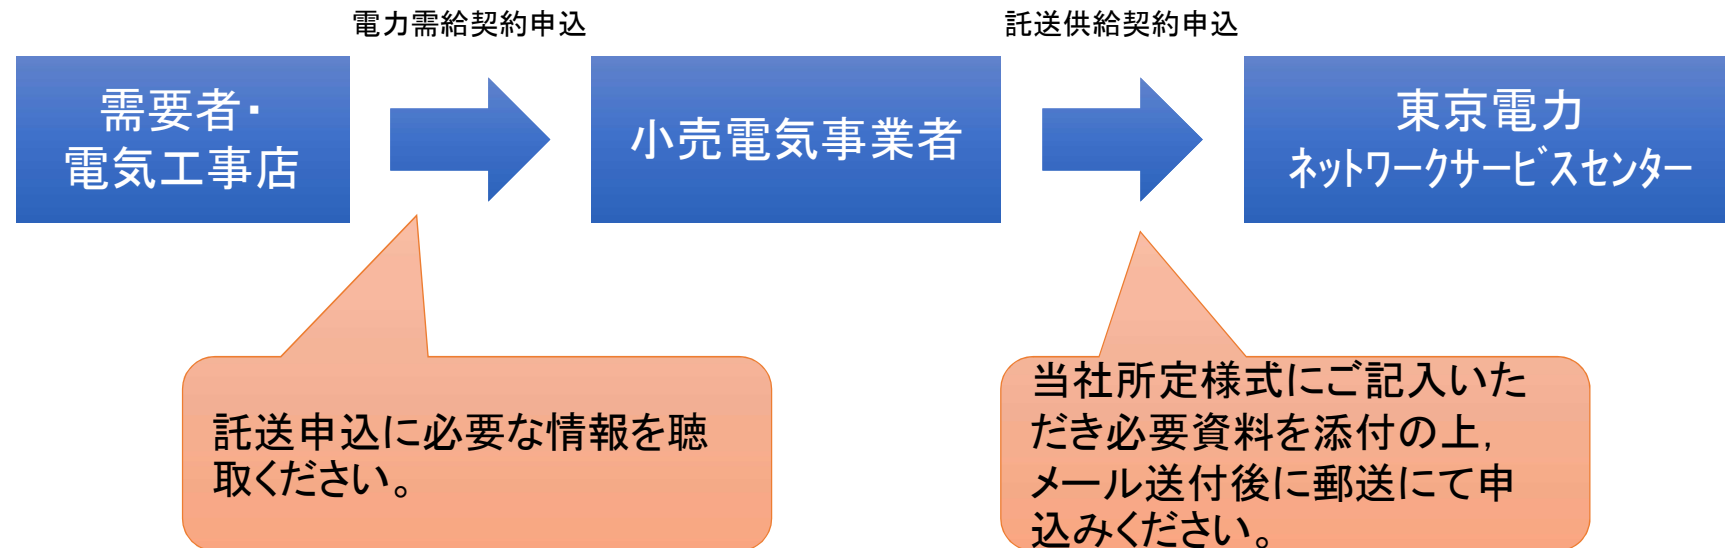 電力需給契約申込
託送供給契約申込
需要者・
電気工事店
小売電気事業者
東京電力
ネットワークサービスセンター
託送申込に必要な情報を聴
取ください。
当社所定様式にご記入いた
だき必要資料を添付の上,
メール送付後に郵送にて申
込みください。